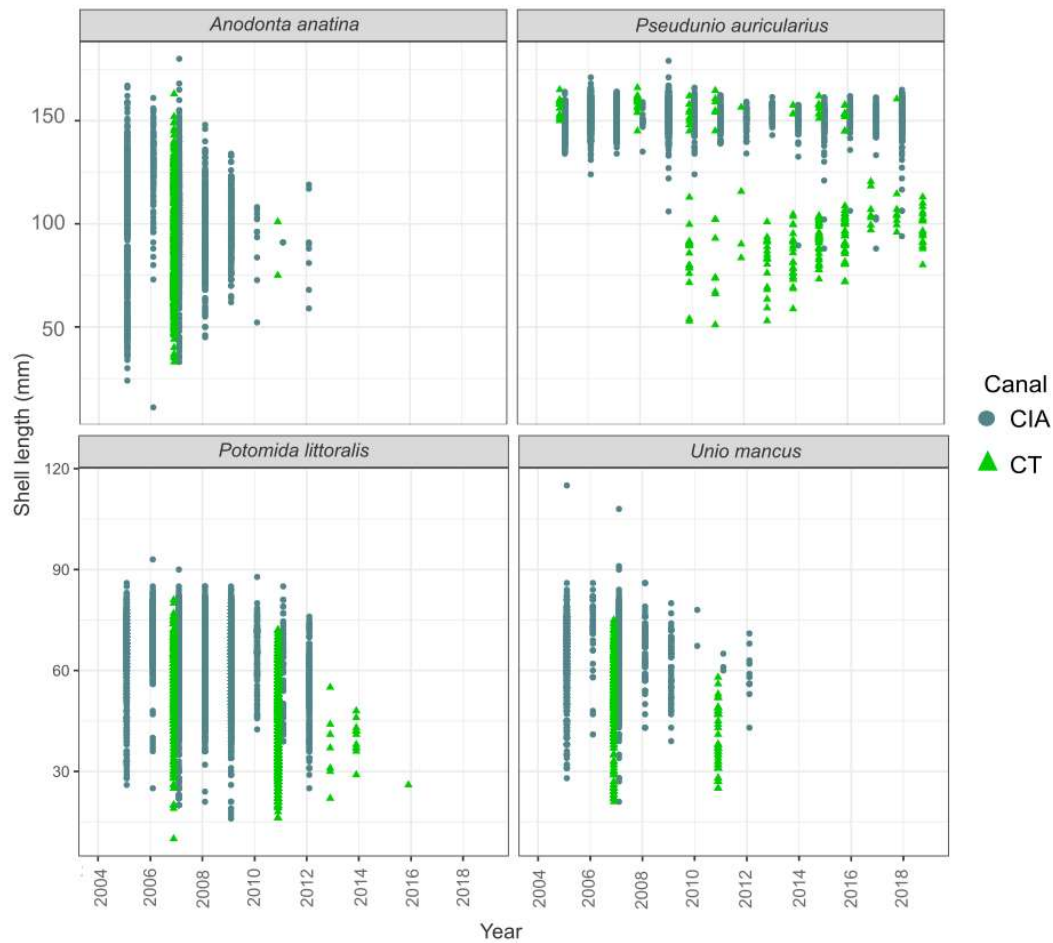 Anodonta anatina
Pseudunio auricularius
150
100
50
Shell length (mm)
Canal
CIA
CT
Potomida littoralis
Unio mancus
120
90
60
30
2004 2006 2008 2010 2012 2014 2016 2018
2004 2006 2008 2010 2012 2014 2016 2018
Year